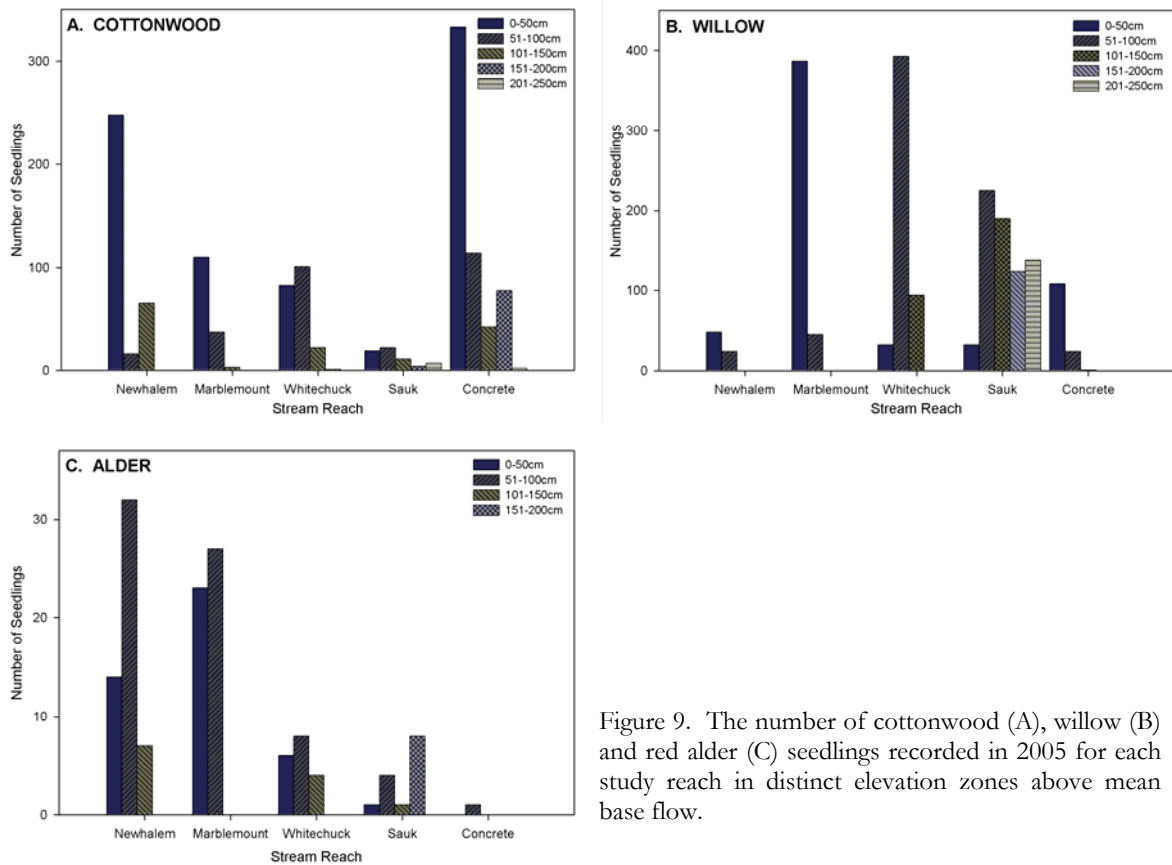 A. COTTONWOOD
0-50cm
51-100cm
101-150cm
151-200cm
201-250cm
300
200
100
0
Number of Seedlings
Newhalem Marblemount Whitechuck Sauk Concrete
Stream Reach
B. WILLOW
0-50cm
51-100cm
101-150cm
151-200cm
201-250cm
400
300
200
100
0
Number of Seedlings
Newhalem Marblemount Whitechuck Sauk Concrete
Stream Reach
C. ALDER
0-50cm
51-100cm
101-150cm
151-200cm
30
20
10
0
Number of Seedlings
Newhalem Marblemount Whitechuck Sauk Concrete
Stream Reach
Figure 9. The number of cottonwood (A), willow (B)
and red alder (C) seedlings recorded in 2005 for each
study reach in distinct elevation zones above mean
base flow.